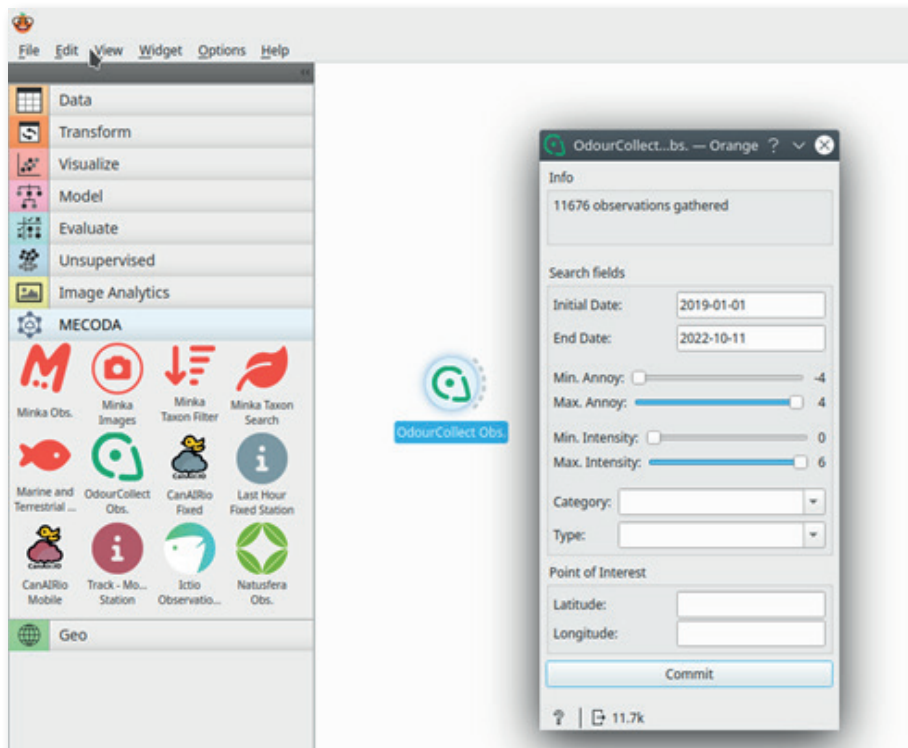 File Edit View Widget Options Help
Data
Transform
Visualize
Model
Evaluate
Unsupervised
Image Analytics
MECODA
Minka Obs.
Minka
Images
Minka
Taxon Filter
Minka Taxon
Search
Marine and
Terrestrial ...
OdourCollect
Obs.
CanAIRio
Fixed
Last Hour
Fixed Station
CanAIRio
Mobile
Track - Mo...
Station
Ictio
Observatio...
Natusfera
Obs.
Geo
OdourCollect Obs.
OdourCollect...bs. — Orange
Info
11676 observations gathered
Search fields
Initial Date: 2019-01-01
End Date: 2022-10-11
Min. Annoy: -4
Max. Annoy: 4
Min. Intensity: 0
Max. Intensity: 6
Category:
Type:
Point of Interest
Latitude:
Longitude:
Commit
? | 11.7k